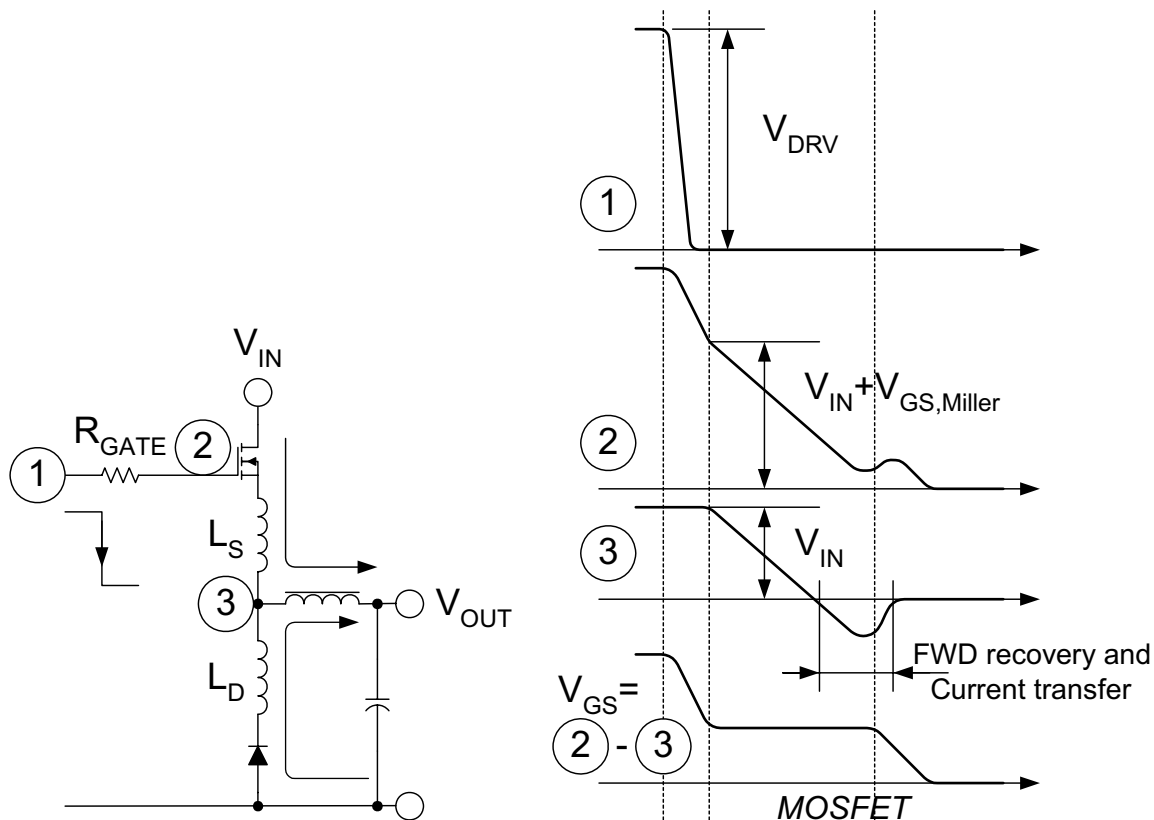 V_IN
R_GATE
1
2
L_S
3
V_OUT
L_D
V_DRV
1
V_IN+V_GS,Miller
2
V_IN
3
FWD recovery and
Current transfer
V_GS=
2 - 3
MOSFET